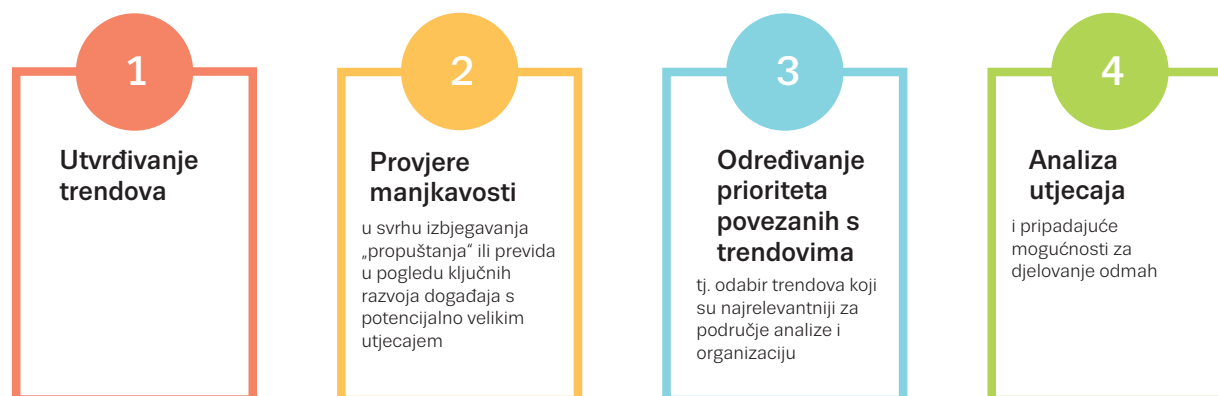 1
Utvrđivanje
trendova
2
Provjere
manjkavosti
u svrhu izbjegavanja
„propuštanja“ ili previda
u pogledu ključnih
razvoja događaja s
potencijalno velikim
utjecajem
3
Određivanje
prioriteta
povezanih s
trendovima
tj. odabir trendova koji
su najrelevantniji za
područje analize i
organizaciju
4
Analiza
utjecaja
i pripadajuće
mogućnosti za
djelovanje odmah